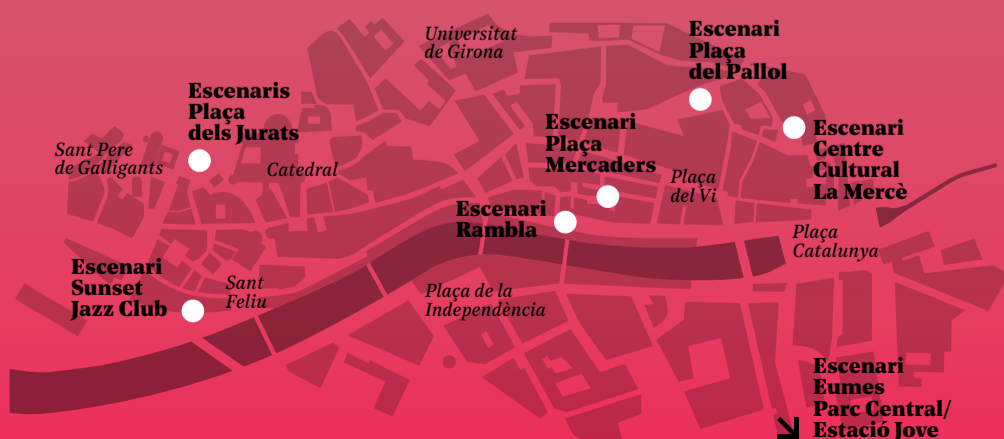 Universitat
de Girona
Escenari
Plaça
del Pallol
Escenaris
Plaça
dels Jurats
Escenari
Plaça
Mercaders
Escenari
Centre
Cultural
La Mercè
Sant Pere
de Galligants
Catedral
Plaça
del Vi
Escenari
Rambla
Plaça
Catalunya
Escenari
Sunset
Jazz Club
Sant
Feliu
Plaça de la
Independència
Escenari
Eumes
Parc Central/
Estació Jove